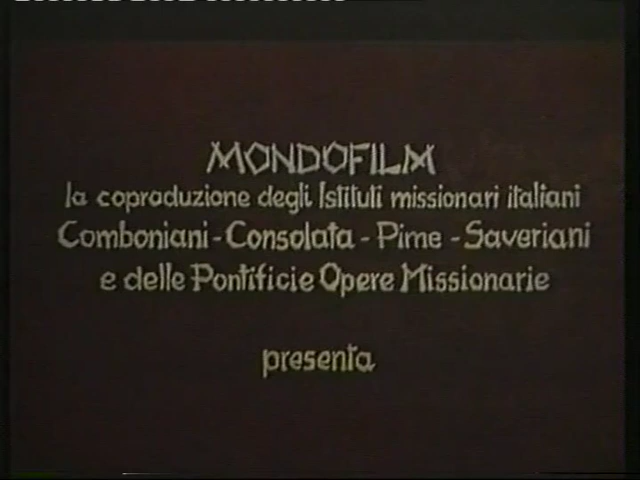 MONDOFILM
la coproduzione degli Istituti missionari italiani
Comboniani - Consolata - Pime - Saveriani
e delle Pontificie Opere Missionarie
presenta